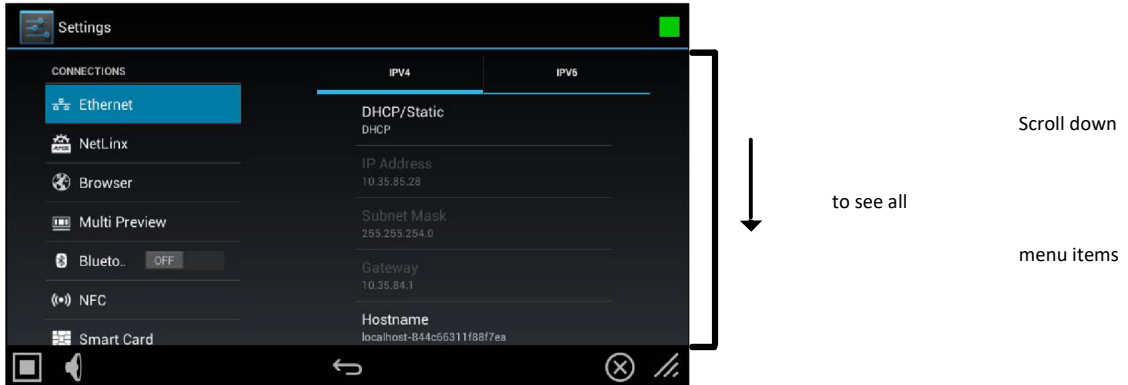 Settings
CONNECTIONS
Ethernet
NetLinx
Browser
Multi Preview
Blueto.. OFF
NFC
Smart Card
IPV4 IPV6
DHCP/Static
DHCP
IP Address
10.35.85.28
Subnet Mask
255.255.254.0
Gateway
10.35.84.1
Hostname
localhost-844c66311f88f7ea
Scroll down
to see all
menu items